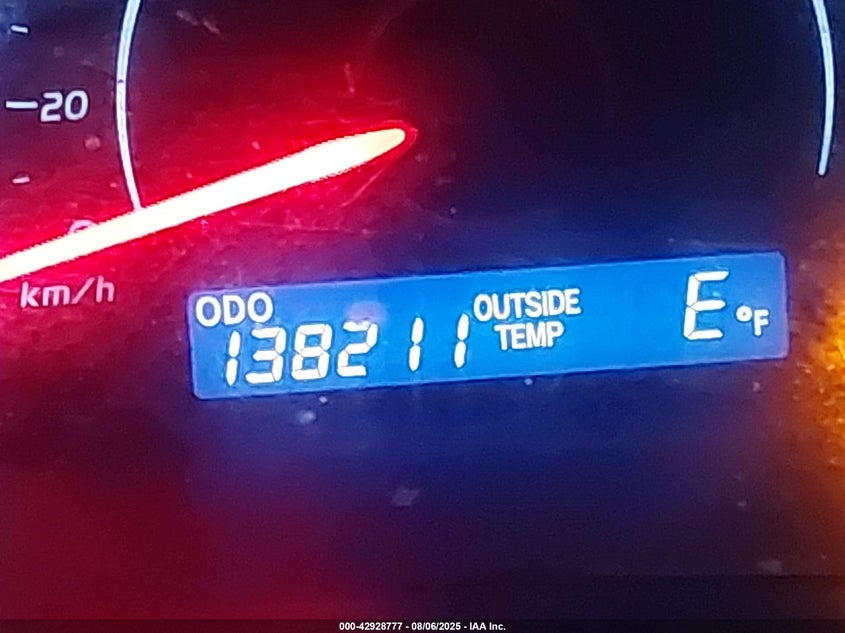 20
km/h
ODO
138211
OUTSIDE
TEMP
E °F
000-42928777 - 08/06/2025 - IAA Inc.